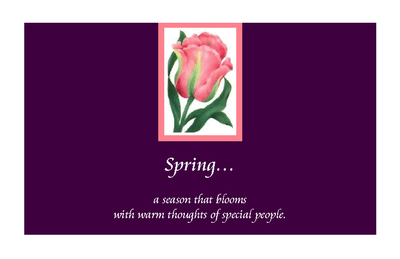 Spring...
a season that blooms
with warm thoughts of special people.